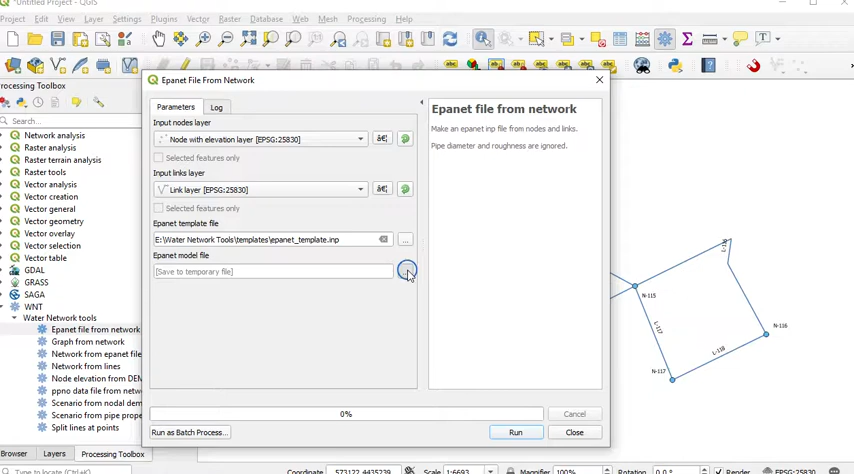 *Untitled Project — QGIS
Project Edit View Layer Settings Plugins Vector Raster Database Web Mesh Processing Help
rocessing Toolbox
Search...
Network analysis
Raster analysis
Raster terrain analysis
Raster tools
Vector analysis
Vector creation
Vector general
Vector geometry
Vector overlay
Vector selection
Vector table
GDAL
GRASS
SAGA
WNT
Water Network tools
Epanet file from network
Graph from network
Network from epanet file
Network from lines
Node elevation from DEM
ppno data file from netw
Scenario from nodal dem
Scenario from pipe prope
Split lines at points
Browser Layers Processing Toolbox
Epanet File From Network
Parameters Log
Input nodes layer
Node with elevation layer [EPSG:25830]
â€¦
Selected features only
Input links layer
Link layer [EPSG:25830]
â€¦
Selected features only
Epanet template file
E:\Water Network Tools\templates\epanet_template.inp
...
Epanet model file
[Save to temporary file]
...
Epanet file from network
Make an epanet inp file from nodes and links.
Pipe diameter and roughness are ignored.
0%
Cancel
Run as Batch Process...
Run
Close
N-115
N-116
L-117
L-118
N-117
Type to locate (Ctrl+K)
Coordinate 573122,4435239 Scale 1:6693 Magnifier 100% Rotation 0,0 ° Render EPSG:25830